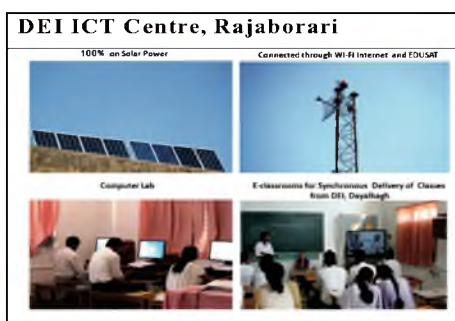 DEI ICT Centre, Rajaborari
100% on Solar Power
Connected through WI-FI Internet and EDUSAT
Computer Lab
E-classrooms for Synchronous Delivery of Classes
from DEI, Dayalbagh